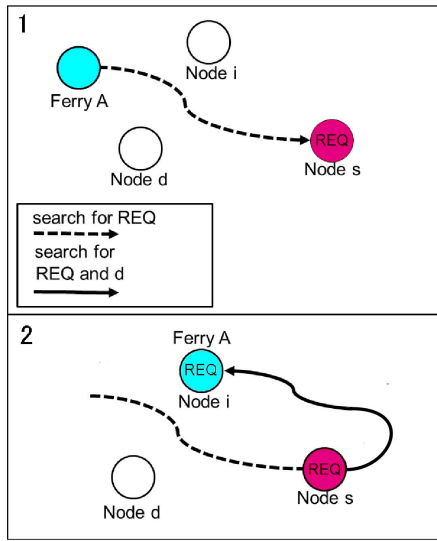 1
Node i
Ferry A
REQ
Node s
Node d
search for REQ
search for
REQ and d
2
Ferry A
REQ
Node i
REQ
Node s
Node d